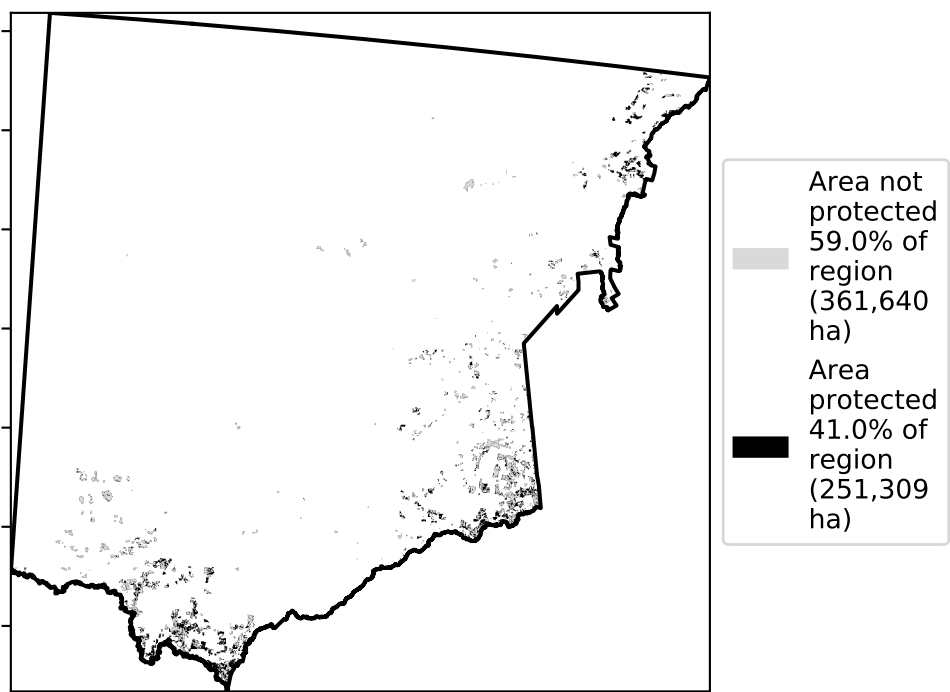 Area not
protected
59.0% of
region
(361,640
ha)
Area
protected
41.0% of
region
(251,309
ha)